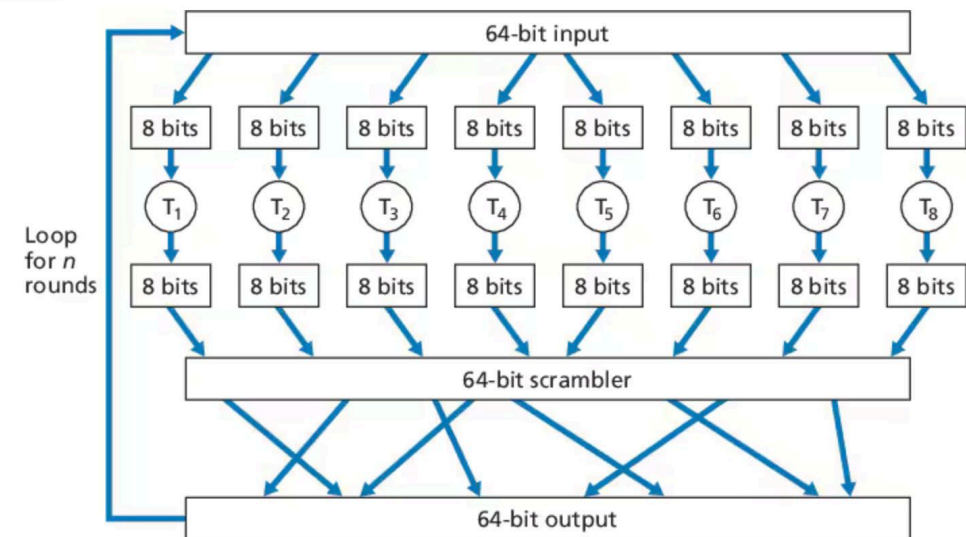 64-bit input
8 bits 8 bits 8 bits 8 bits 8 bits 8 bits 8 bits 8 bits
T1 T2 T3 T4 T5 T6 T7 T8
Loop
for n
rounds
8 bits 8 bits 8 bits 8 bits 8 bits 8 bits 8 bits 8 bits
64-bit scrambler
64-bit output